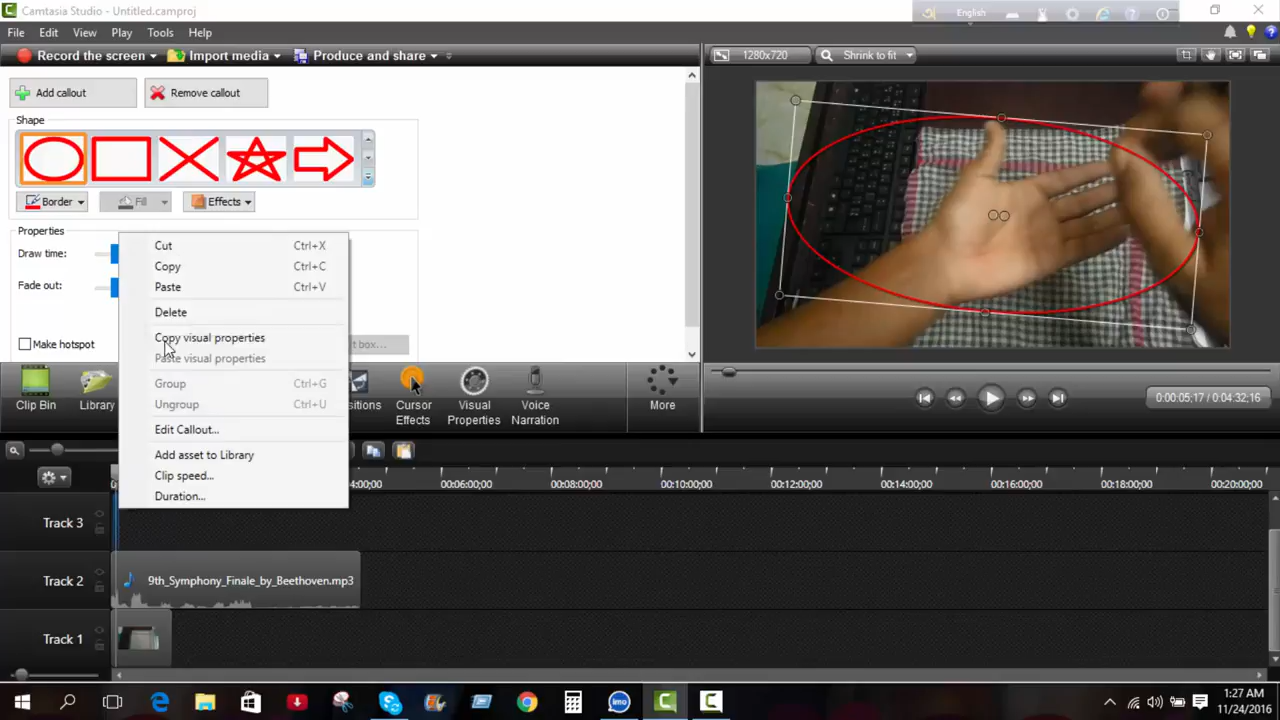 Camtasia Studio - Untitled.camproj
English
File Edit View Play Tools Help
Record the screen Import media Produce and share 1280x720 Shrink to fit
Add callout Remove callout
Shape
Border Fill Effects
Properties
Draw time:
Fade out:
Make hotspot
Cut Ctrl+X
Copy Ctrl+C
Paste Ctrl+V
Delete
Copy visual properties
Paste visual properties
Group Ctrl+G
Ungroup Ctrl+U
Edit Callout...
Add asset to Library
Clip speed...
Duration...
t box...
Clip Bin Library sitions Cursor Effects Visual Properties Voice Narration More
0:00:05;17 / 0:04:32;16
4:00;00 00:06:00;00 00:08:00;00 00:10:00;00 00:12:00;00 00:14:00;00 00:16:00;00 00:18:00;00 00:20:00;00
Track 3
Track 2 9th_Symphony_Finale_by_Beethoven.mp3
Track 1
imo
1:27 AM
11/24/2016